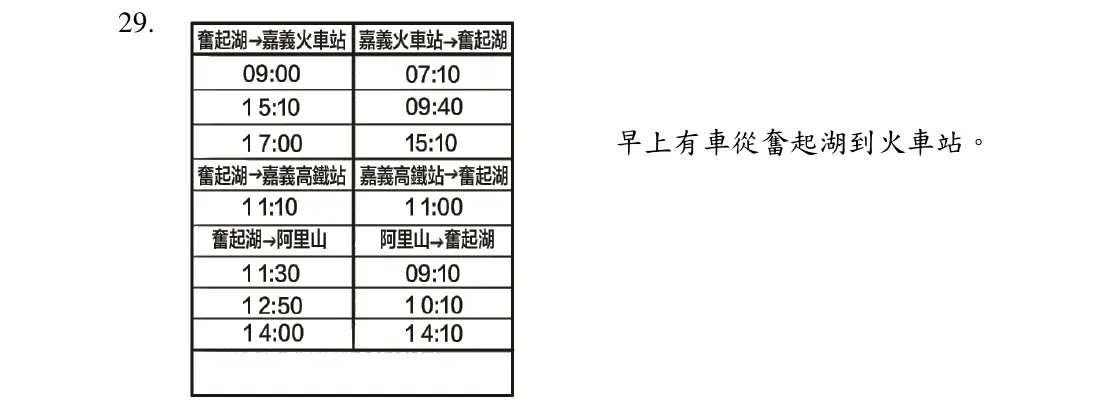 29.
奮起湖→嘉義火車站 嘉義火車站→奮起湖
09:00 07:10
15:10 09:40
17:00 15:10
奮起湖→嘉義高鐵站 嘉義高鐵站→奮起湖
11:10 11:00
奮起湖→阿里山 阿里山→奮起湖
11:30 09:10
12:50 10:10
14:00 14:10
早上有車從奮起湖到火車站。